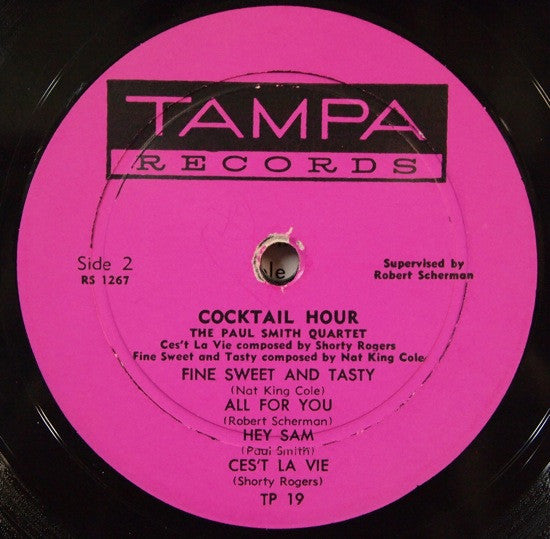 TAMPA
RECORDS
Side 2
RS 1267
Supervised by
Robert Scherman
COCKTAIL HOUR
THE PAUL SMITH QUARTET
Ces't La Vie composed by Shorty Rogers
Fine Sweet and Tasty composed by Nat King Cole
FINE SWEET AND TASTY
(Nat King Cole)
ALL FOR YOU
(Robert Scherman)
HEY SAM
(Paul Smith)
CES'T LA VIE
(Shorty Rogers)
TP 19